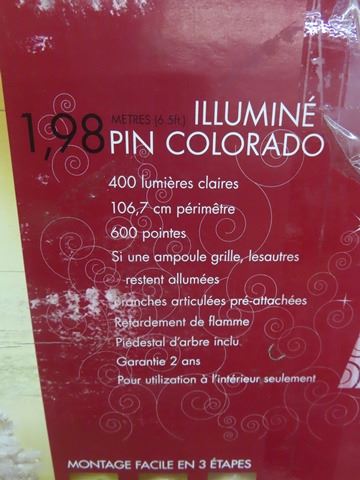 1,98 METRES (6.5ft.) ILLUMINÉ
PIN COLORADO
400 lumières claires
106,7 cm périmêtre
600 pointes
Si une ampoule grille, lesautres
restent allumées
Branches articulées pré-attachées
Retardement de flamme
Piédestal d'arbre inclu
Garantie 2 ans
Pour utilization à l'intérieur seulement
MONTAGE FACILE EN 3 ÉTAPES